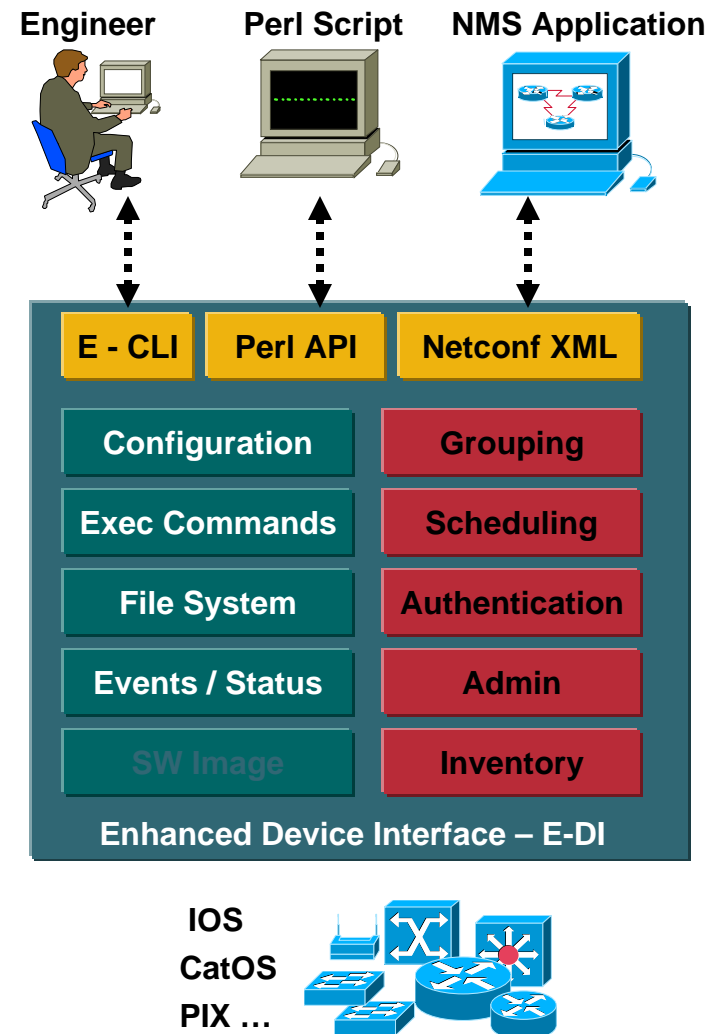 Engineer Perl Script NMS Application
E - CLI Perl API Netconf XML
Configuration Grouping
Exec Commands Scheduling
File System Authentication
Events / Status Admin
SW Image Inventory
Enhanced Device Interface – E-DI
IOS
CatOS
PIX ...